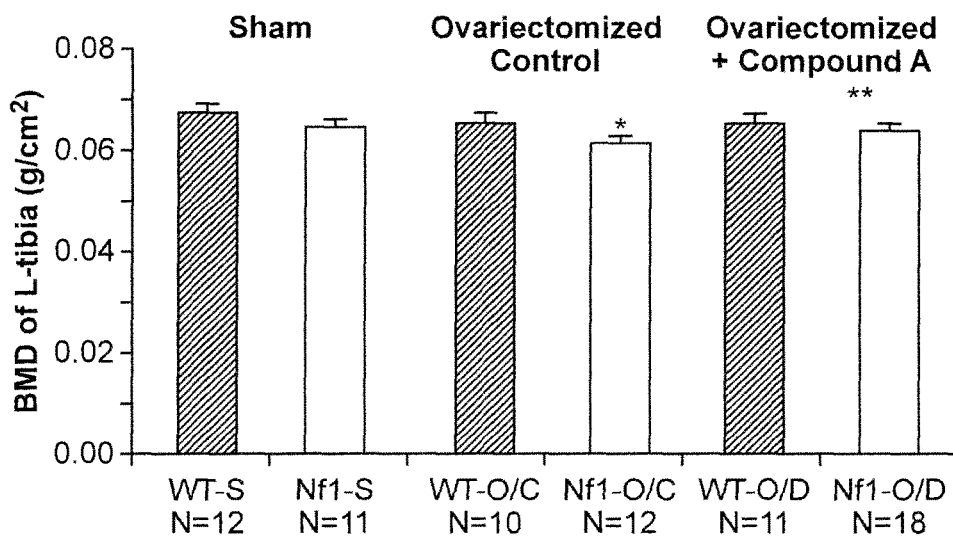 Sham
Ovariectomized
Control
Ovariectomized
+ Compound A
BMD of L-tibia (g/cm²)
0.08
0.06
0.04
0.02
0.00
*
**
WT-S
N=12
Nf1-S
N=11
WT-O/C
N=10
Nf1-O/C
N=12
WT-O/D
N=11
Nf1-O/D
N=18